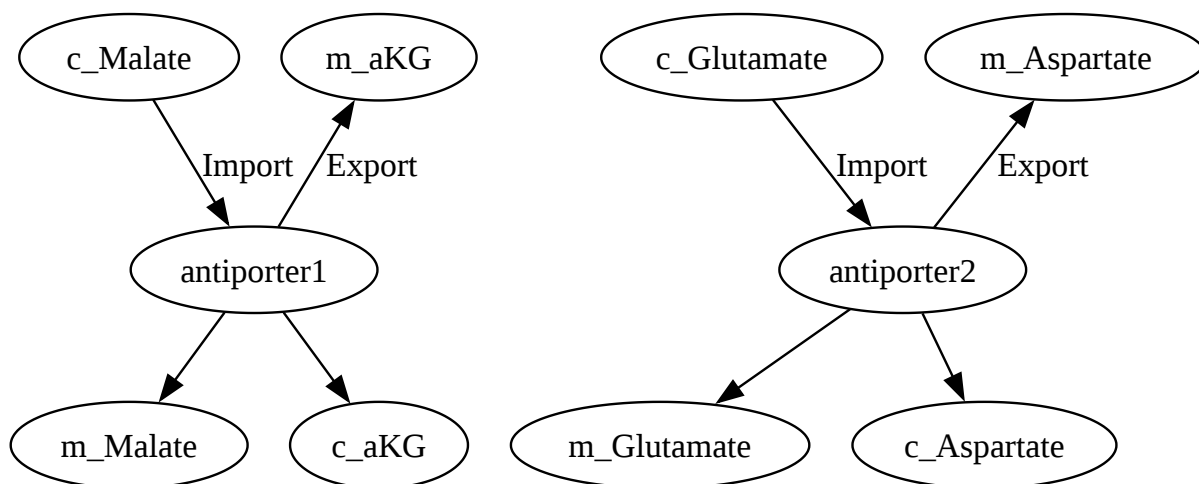 c_Malate
m_aKG
c_Glutamate
m_Aspartate
Import
Export
Import
Export
antiporter1
antiporter2
m_Malate
c_aKG
m_Glutamate
c_Aspartate